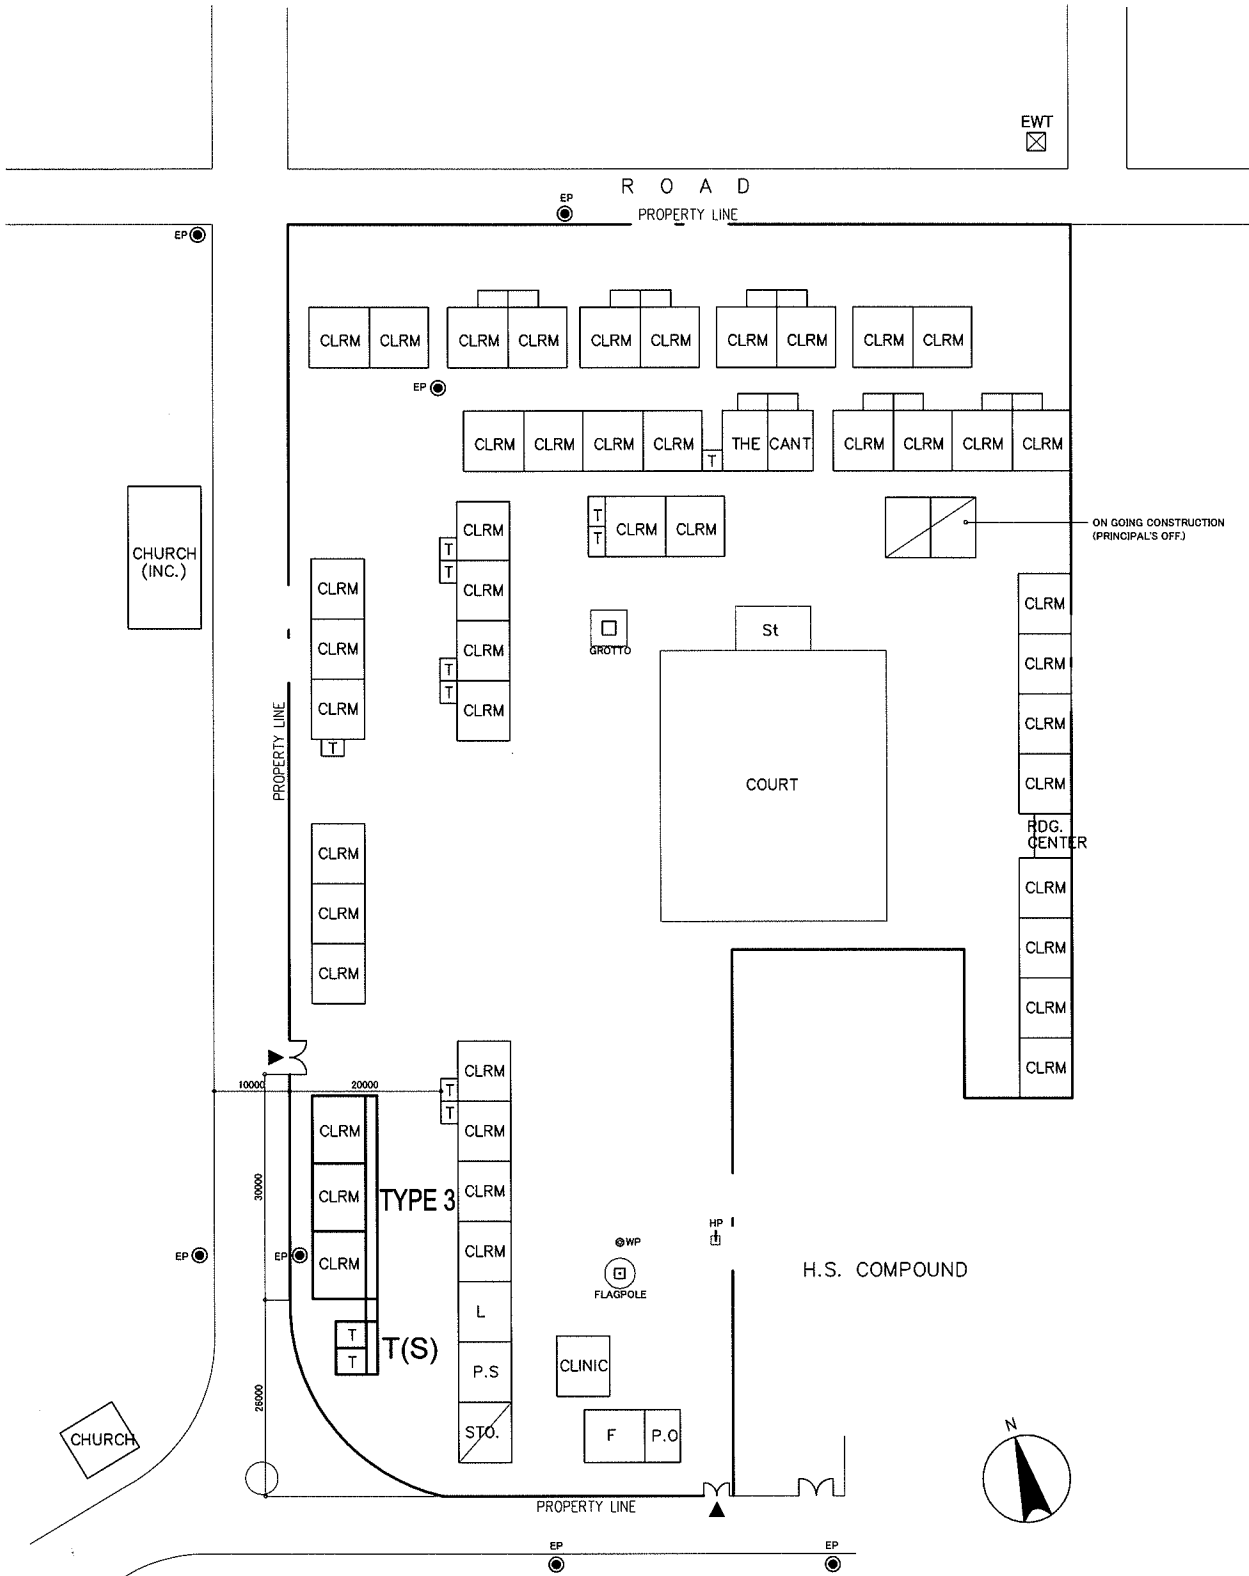 EWT
R O A D
EP
PROPERTY LINE
EP
CLRM CLRM CLRM CLRM CLRM CLRM CLRM CLRM CLRM CLRM
EP
CLRM CLRM CLRM CLRM T THE CANT CLRM CLRM CLRM CLRM
T
T
CLRM CLRM
ON GOING CONSTRUCTION
(PRINCIPAL'S OFF.)
CHURCH
(INC.)
CLRM
T
T
CLRM
CLRM
T
T
CLRM
CLRM
CLRM
CLRM
T
GROTTO
St
COURT
CLRM
CLRM
CLRM
CLRM
RDG.
CENTER
CLRM
CLRM
CLRM
CLRM
PROPERTY LINE
CLRM
CLRM
CLRM
10000
20000
T
T
CLRM
CLRM
CLRM
CLRM
L
P.S
STO.
CLRM
CLRM
CLRM
TYPE 3
30000
EP
EP
T
T
T(S)
26000
HP
WP
FLAGPOLE
H.S. COMPOUND
CLINIC
F P.O
CHURCH
N
PROPERTY LINE
EP
EP